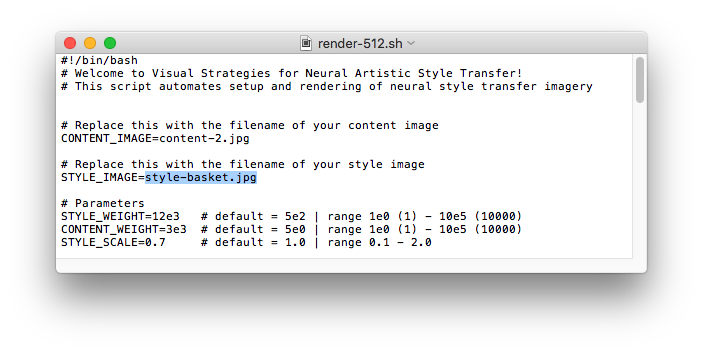 render-512.sh
#!/bin/bash
# Welcome to Visual Strategies for Neural Artistic Style Transfer!
# This script automates setup and rendering of neural style transfer imagery
# Replace this with the filename of your content image
CONTENT_IMAGE=content-2.jpg
# Replace this with the filename of your style image
STYLE_IMAGE=style-basket.jpg
# Parameters
STYLE_WEIGHT=12e3   # default = 5e2 | range 1e0 (1) - 10e5 (10000)
CONTENT_WEIGHT=3e3  # default = 5e0 | range 1e0 (1) - 10e5 (10000)
STYLE_SCALE=0.7     # default = 1.0 | range 0.1 - 2.0